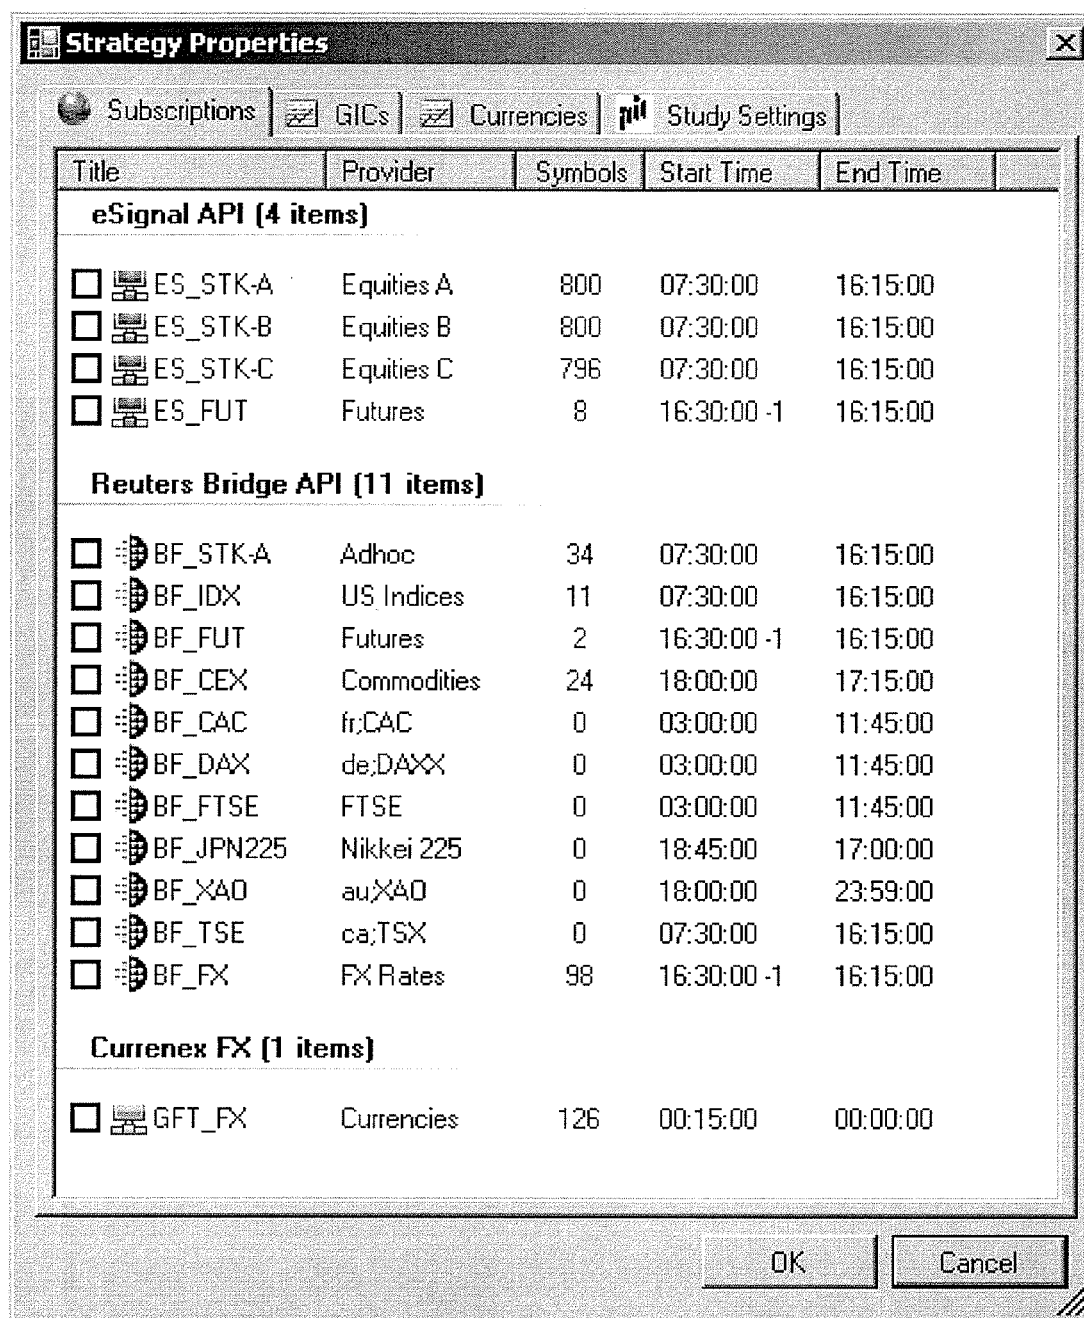 Strategy Properties
Subscriptions GICs Currencies Study Settings
Title Provider Symbols Start Time End Time
eSignal API (4 items)
ES_STK-A Equities A 800 07:30:00 16:15:00
ES_STK-B Equities B 800 07:30:00 16:15:00
ES_STK-C Equities C 796 07:30:00 16:15:00
ES_FUT Futures 8 16:30:00 -1 16:15:00
Reuters Bridge API (11 items)
BF_STK-A Adhoc 34 07:30:00 16:15:00
BF_IDX US Indices 11 07:30:00 16:15:00
BF_FUT Futures 2 16:30:00 -1 16:15:00
BF_CEX Commodities 24 18:00:00 17:15:00
BF_CAC fr;CAC 0 03:00:00 11:45:00
BF_DAX de;DAXX 0 03:00:00 11:45:00
BF_FTSE FTSE 0 03:00:00 11:45:00
BF_JPN225 Nikkei 225 0 18:45:00 17:00:00
BF_XAO au;XAO 0 18:00:00 23:59:00
BF_TSE ca;TSX 0 07:30:00 16:15:00
BF_FX FX Rates 98 16:30:00 -1 16:15:00
Currenex FX (1 items)
GFT_FX Currencies 126 00:15:00 00:00:00
OK Cancel